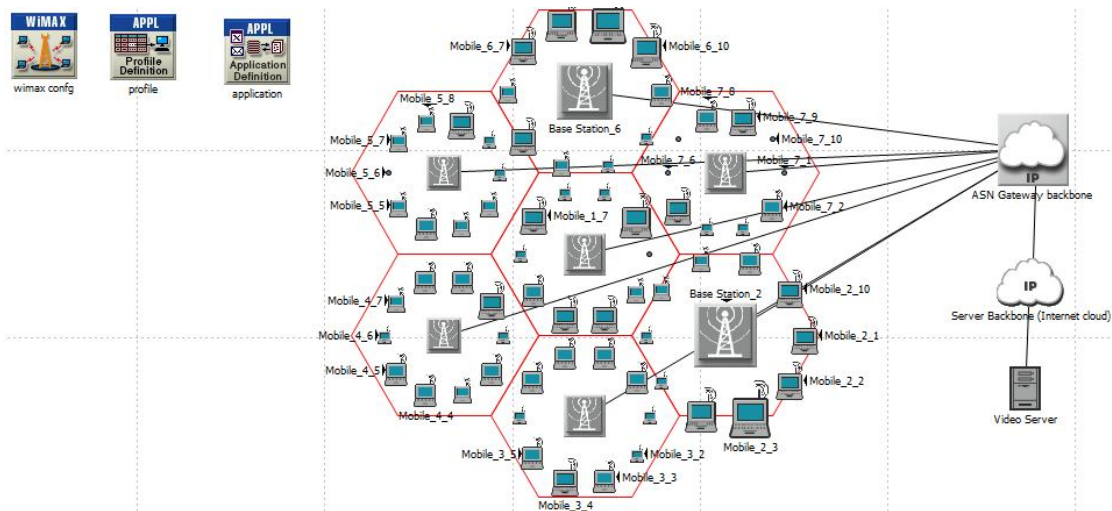 WiMAX
wimax confg
APPL
Profile
Definition
profile
APPL
Application
Definition
application
Mobile_6_7
Mobile_6_10
Base Station_6
Mobile_5_8
Mobile_7_8
Mobile_7_9
Mobile_5_7
Mobile_7_10
Mobile_5_6
Mobile_7_6
Mobile_7_1
IP
ASN Gateway backbone
Mobile_5_5
Mobile_1_7
Mobile_7_2
Mobile_4_7
Base Station_2
Mobile_2_10
IP
Server Backbone (Internet cloud)
Mobile_4_6
Mobile_2_1
Mobile_4_5
Mobile_2_2
Mobile_4_4
Video Server
Mobile_2_3
Mobile_3_5
Mobile_3_2
Mobile_3_3
Mobile_3_4